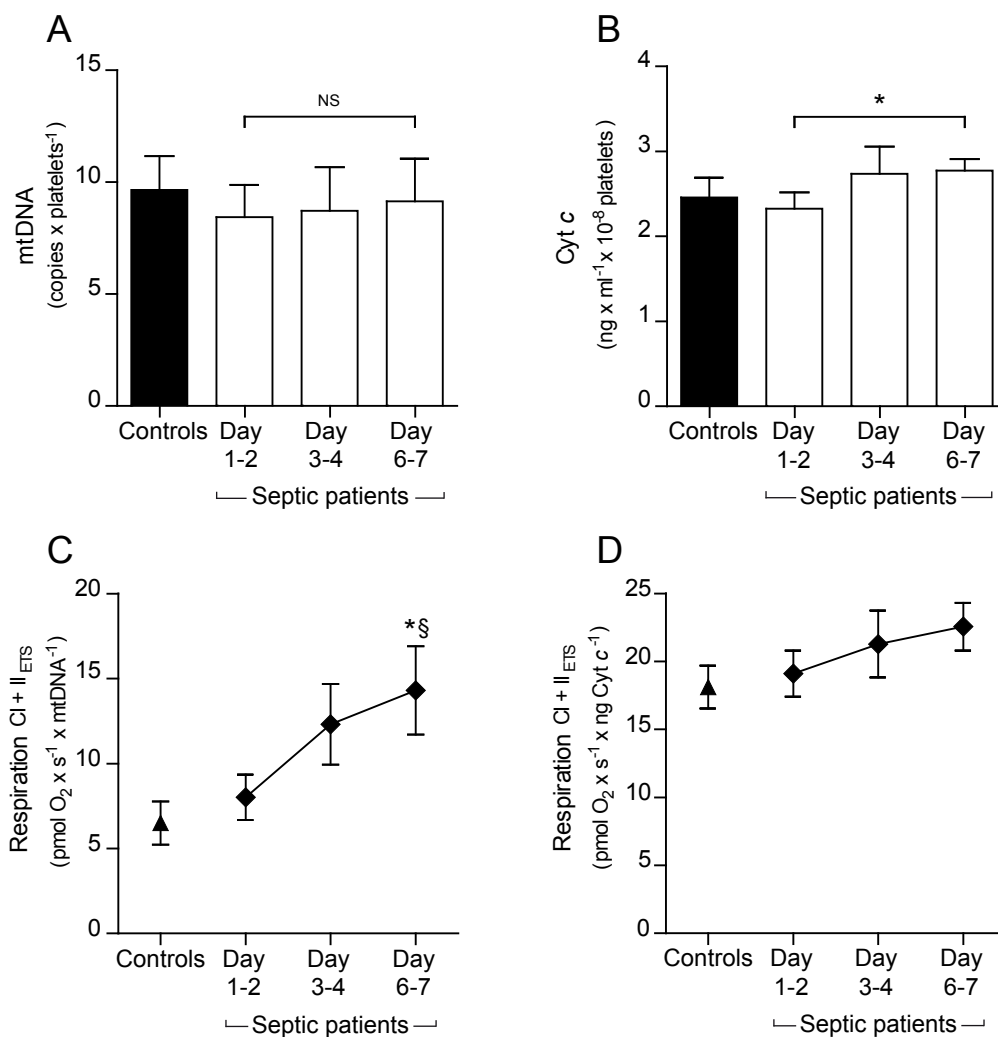 A
mtDNA
(copies x platelets⁻¹)
15
10
5
0
NS
Controls
Day
1-2
Day
3-4
Day
6-7
Septic patients
B
Cyt c
(ng x ml⁻¹ x 10⁻⁸ platelets)
4
3
2
1
0
*
Controls
Day
1-2
Day
3-4
Day
6-7
Septic patients
C
Respiration CI + II_ETS
(pmol O₂ x s⁻¹ x mtDNA⁻¹)
20
15
10
5
0
*§
Controls
Day
1-2
Day
3-4
Day
6-7
Septic patients
D
Respiration CI + II_ETS
(pmol O₂ x s⁻¹ x ng Cyt c⁻¹)
25
20
15
10
5
0
Controls
Day
1-2
Day
3-4
Day
6-7
Septic patients